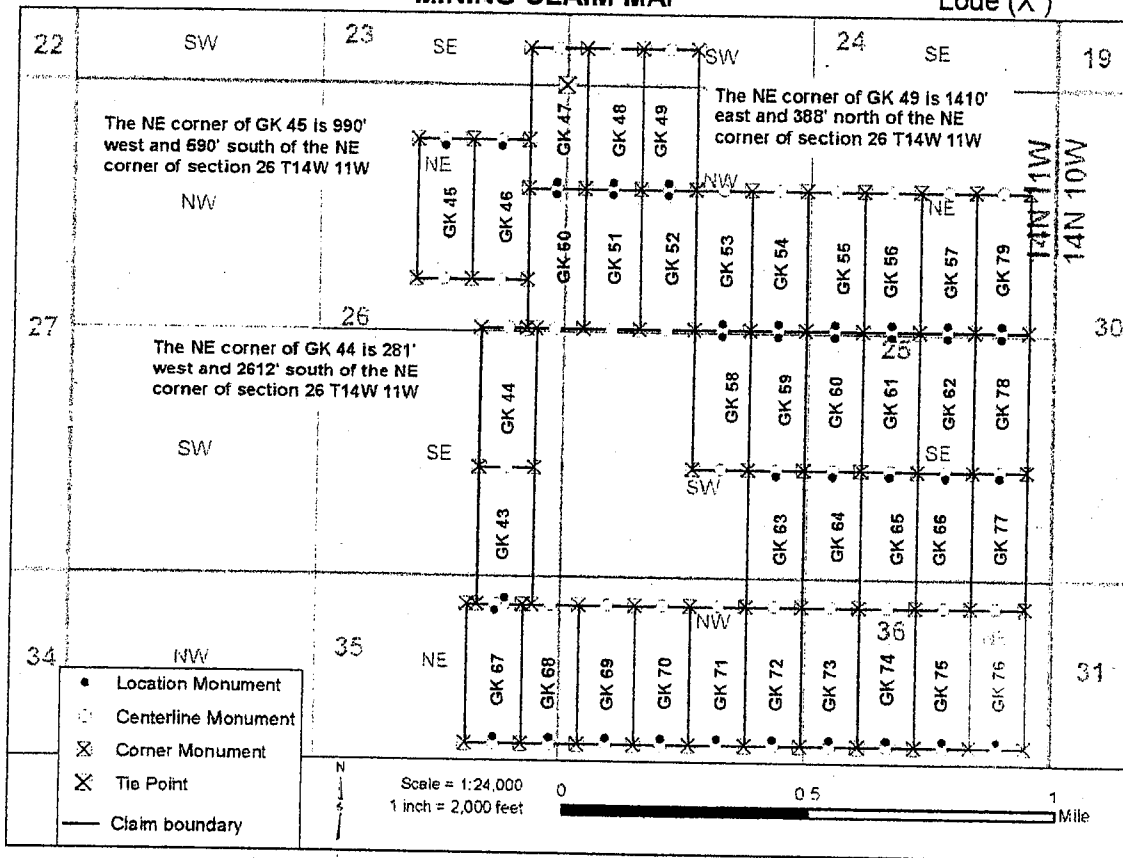 MINING CLAIM MAP
Lode (X )
22
SW
23
SE
SW
24
SE
19
The NE corner of GK 45 is 990'
west and 690' south of the NE
corner of section 26 T14W 11W
The NE corner of GK 49 is 1410'
east and 388' north of the NE
corner of section 26 T14W 11W
GK 47
GK 48
GK 49
14N 11W
14N 10W
NE
NW
NW
NE
GK 45
GK 46
GK 50
GK 51
GK 52
GK 53
GK 54
GK 55
GK 56
GK 57
GK 79
27
26
25
30
The NE corner of GK 44 is 281'
west and 2612' south of the NE
corner of section 26 T14W 11W
GK 44
GK 58
GK 59
GK 60
GK 61
GK 62
GK 78
SW
SE
SW
SE
GK 43
GK 63
GK 64
GK 65
GK 66
GK 77
34
NW
35
NE
NW
36
NE
31
GK 67
GK 68
GK 69
GK 70
GK 71
GK 72
GK 73
GK 74
GK 75
GK 76
Location Monument
Centerline Monument
Corner Monument
Tie Point
Claim boundary
N
S
Scale = 1:24,000
1 inch = 2,000 feet
0
0 5
1
Mile